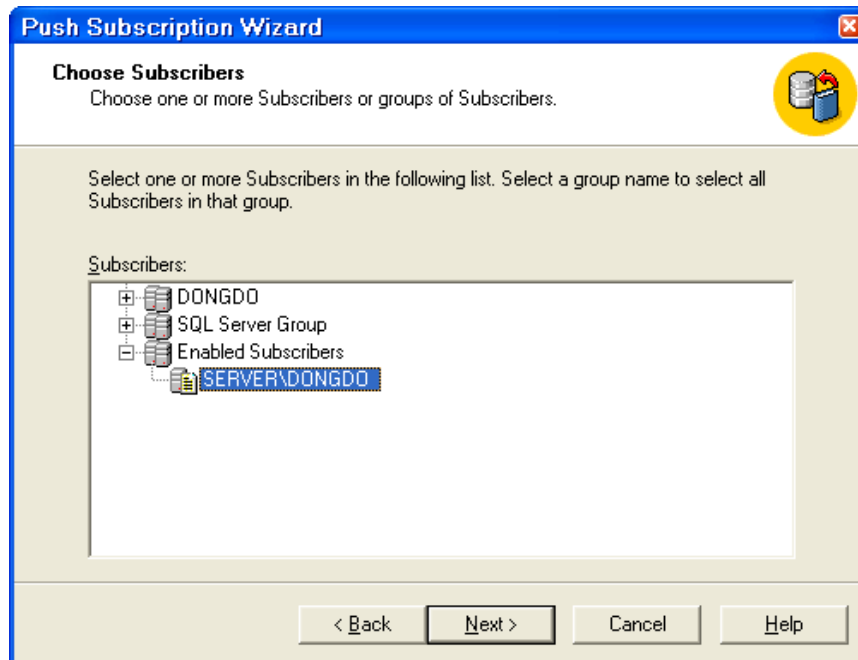 Push Subscription Wizard
Choose Subscribers
Choose one or more Subscribers or groups of Subscribers.
Select one or more Subscribers in the following list. Select a group name to select all
Subscribers in that group.
Subscribers:
DONGDO
SQL Server Group
Enabled Subscribers
SERVER\DONGDO
< Back Next > Cancel Help